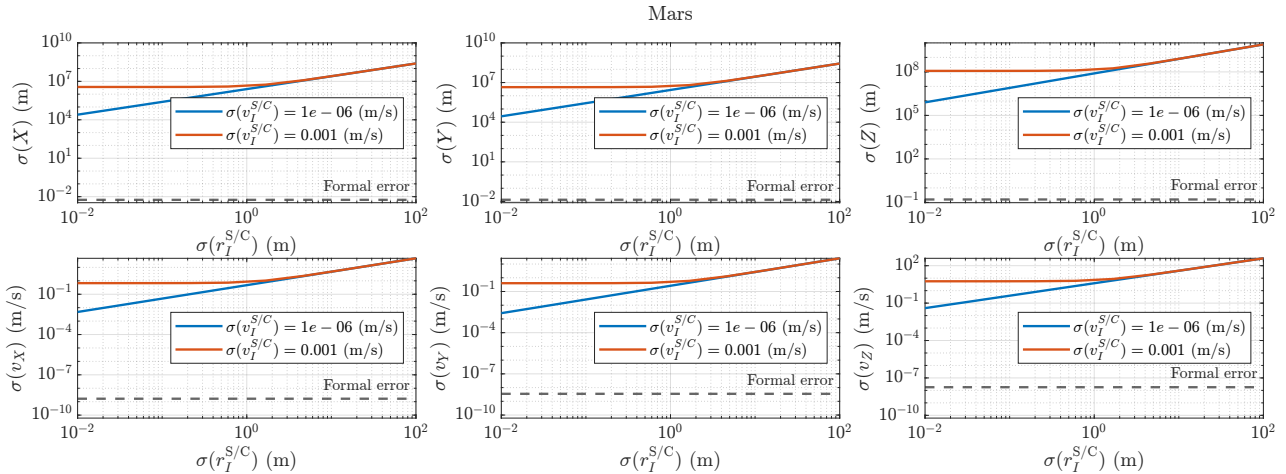 Mars
10^10
10^7
10^4
10^1
10^-2
σ(X) (m)
σ(v_I^{S/C}) = 1e−06 (m/s)
σ(v_I^{S/C}) = 0.001 (m/s)
Formal error
10^-2
10^0
10^2
σ(r_I^{S/C}) (m)
10^10
10^7
10^4
10^1
10^-2
σ(Y) (m)
σ(v_I^{S/C}) = 1e−06 (m/s)
σ(v_I^{S/C}) = 0.001 (m/s)
Formal error
10^-2
10^0
10^2
σ(r_I^{S/C}) (m)
10^8
10^5
10^2
10^-1
σ(Z) (m)
σ(v_I^{S/C}) = 1e−06 (m/s)
σ(v_I^{S/C}) = 0.001 (m/s)
Formal error
10^-2
10^0
10^2
σ(r_I^{S/C}) (m)
10^-1
10^-4
10^-7
10^-10
σ(v_X) (m/s)
σ(v_I^{S/C}) = 1e−06 (m/s)
σ(v_I^{S/C}) = 0.001 (m/s)
Formal error
10^-2
10^0
10^2
σ(r_I^{S/C}) (m)
10^-1
10^-4
10^-7
10^-10
σ(v_Y) (m/s)
σ(v_I^{S/C}) = 1e−06 (m/s)
σ(v_I^{S/C}) = 0.001 (m/s)
Formal error
10^-2
10^0
10^2
σ(r_I^{S/C}) (m)
10^2
10^-1
10^-4
10^-7
10^-10
σ(v_Z) (m/s)
σ(v_I^{S/C}) = 1e−06 (m/s)
σ(v_I^{S/C}) = 0.001 (m/s)
Formal error
10^-2
10^0
10^2
σ(r_I^{S/C}) (m)